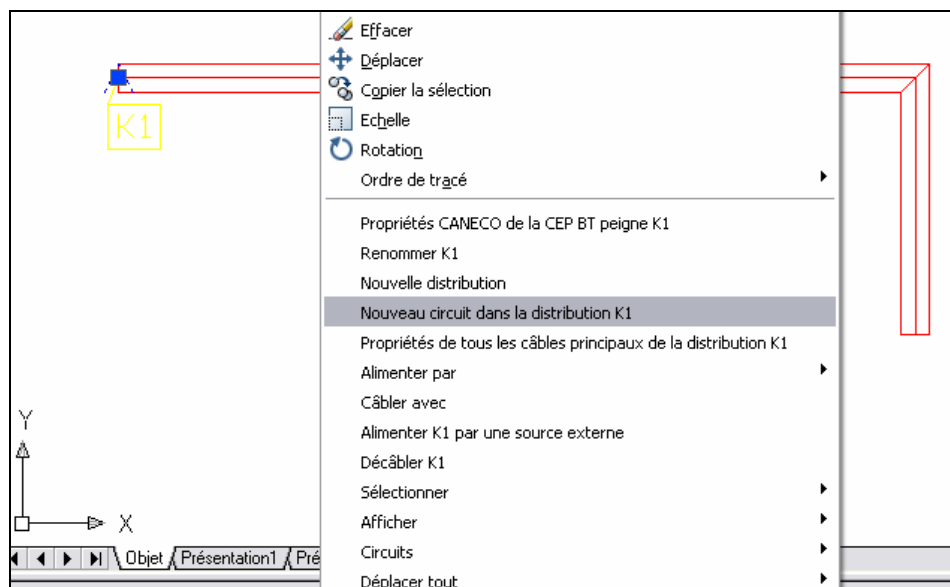 Effacer
Déplacer
Copier la sélection
K1
Echelle
Rotation
Ordre de tracé
Propriétés CANECO de la CEP BT peigne K1
Renommer K1
Nouvelle distribution
Nouveau circuit dans la distribution K1
Propriétés de tous les câbles principaux de la distribution K1
Alimenter par
Câbler avec
Y
Alimenter K1 par une source externe
Décâbler K1
Sélectionner
X
Afficher
Objet Présentation1 Pré
Circuits
Déplacer tout